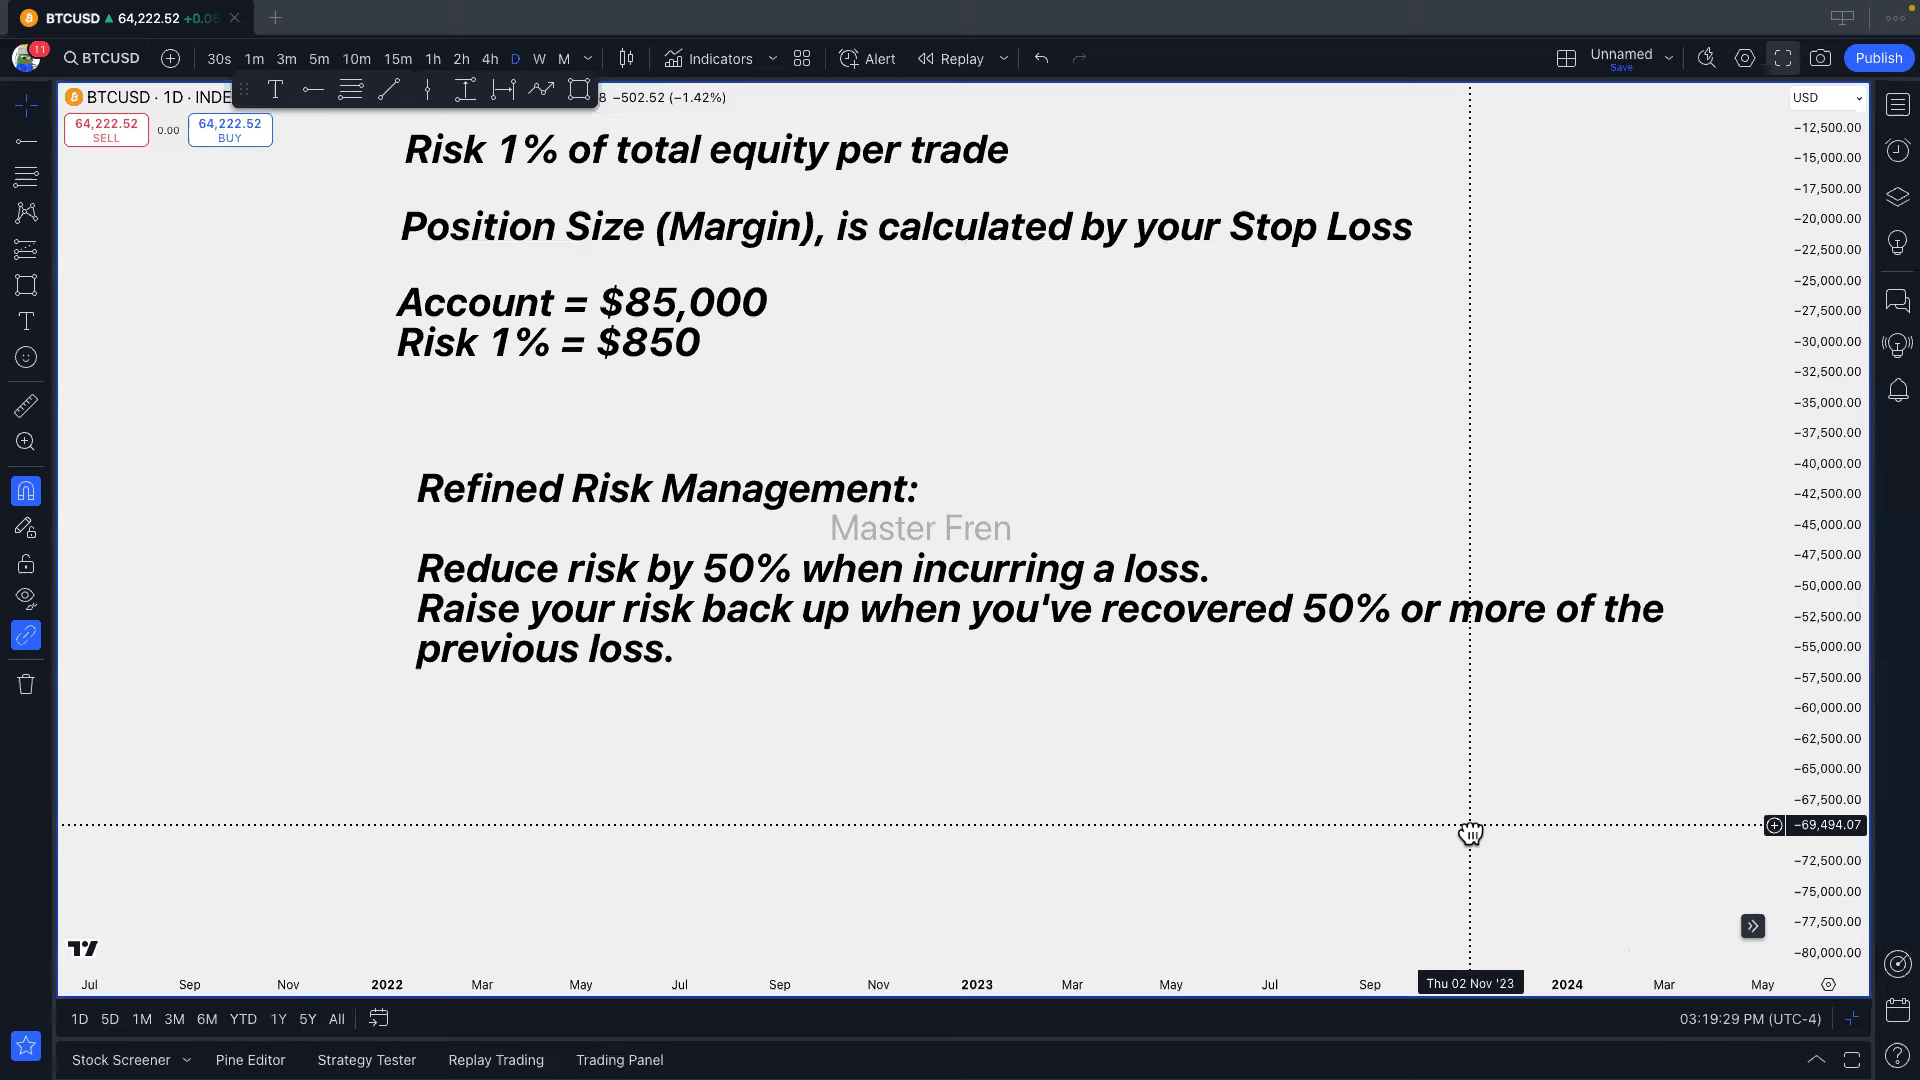 BTCUSD ▲ 64,222.52 +0.05
11
BTCUSD 30s 1m 3m 5m 10m 15m 1h 2h 4h D W M Indicators Alert Replay Unnamed Save Publish
BTCUSD · 1D · INDE 8 −502.52 (−1.42%) USD
64,222.52 SELL 0.00 64,222.52 BUY
Risk 1% of total equity per trade
Position Size (Margin), is calculated by your Stop Loss
Account = $85,000
Risk 1% = $850
Refined Risk Management:
Master Fren
Reduce risk by 50% when incurring a loss.
Raise your risk back up when you've recovered 50% or more of the
previous loss.
−12,500.00
−15,000.00
−17,500.00
−20,000.00
−22,500.00
−25,000.00
−27,500.00
−30,000.00
−32,500.00
−35,000.00
−37,500.00
−40,000.00
−42,500.00
−45,000.00
−47,500.00
−50,000.00
−52,500.00
−55,000.00
−57,500.00
−60,000.00
−62,500.00
−65,000.00
−67,500.00
−69,494.07
−72,500.00
−75,000.00
−77,500.00
−80,000.00
Jul Sep Nov 2022 Mar May Jul Sep Nov 2023 Mar May Jul Sep Thu 02 Nov '23 2024 Mar May
1D 5D 1M 3M 6M YTD 1Y 5Y All 03:19:29 PM (UTC-4)
Stock Screener Pine Editor Strategy Tester Replay Trading Trading Panel